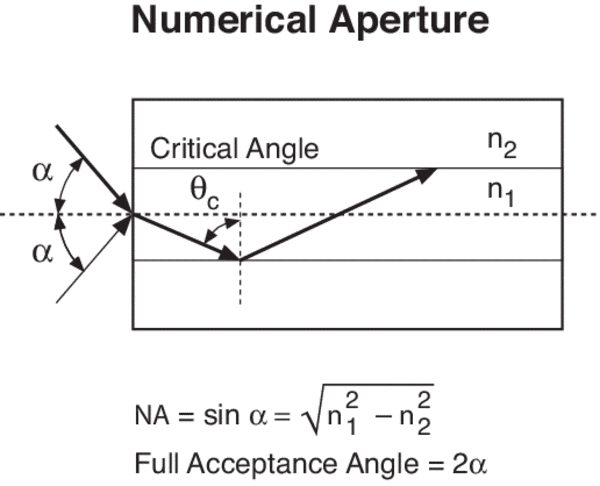 Numerical Aperture
Critical Angle
n₂
α
θc
n₁
α
NA = sin α = √n₁² − n₂²
Full Acceptance Angle = 2α